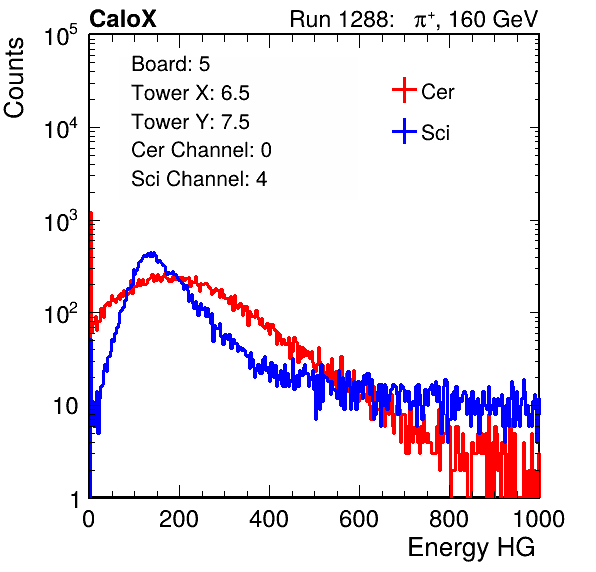 CaloX Run 1288: π⁺, 160 GeV
Counts
10⁵
10⁴
10³
10²
10
1
Board: 5
Tower X: 6.5
Tower Y: 7.5
Cer Channel: 0
Sci Channel: 4
Cer
Sci
0 200 400 600 800 1000
Energy HG